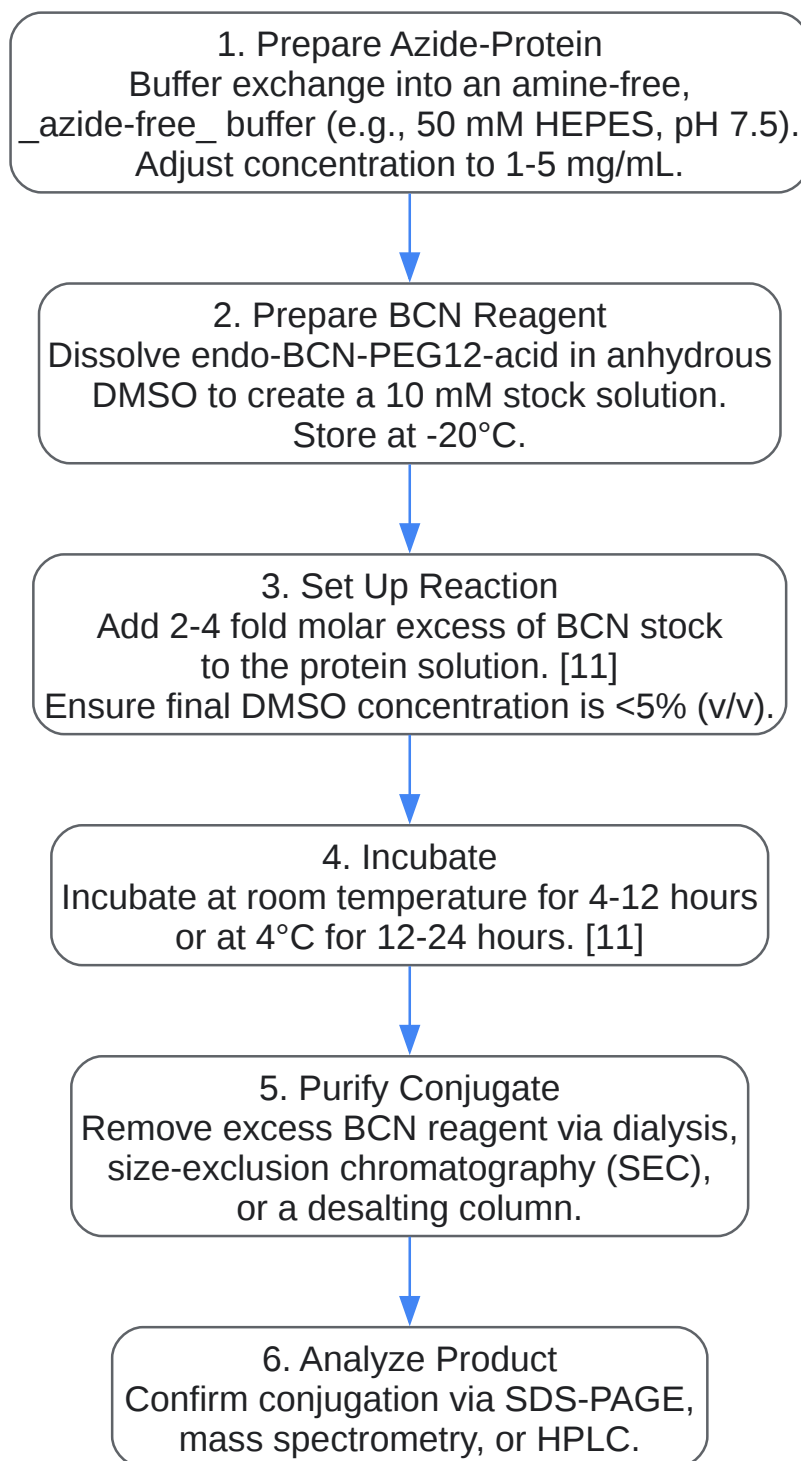 1. Prepare Azide-Protein
Buffer exchange into an amine-free,
_azide-free_ buffer (e.g., 50 mM HEPES, pH 7.5).
Adjust concentration to 1-5 mg/mL.
2. Prepare BCN Reagent
Dissolve endo-BCN-PEG12-acid in anhydrous
DMSO to create a 10 mM stock solution.
Store at -20°C.
3. Set Up Reaction
Add 2-4 fold molar excess of BCN stock
to the protein solution. [11]
Ensure final DMSO concentration is <5% (v/v).
4. Incubate
Incubate at room temperature for 4-12 hours
or at 4°C for 12-24 hours. [11]
5. Purify Conjugate
Remove excess BCN reagent via dialysis,
size-exclusion chromatography (SEC),
or a desalting column.
6. Analyze Product
Confirm conjugation via SDS-PAGE,
mass spectrometry, or HPLC.